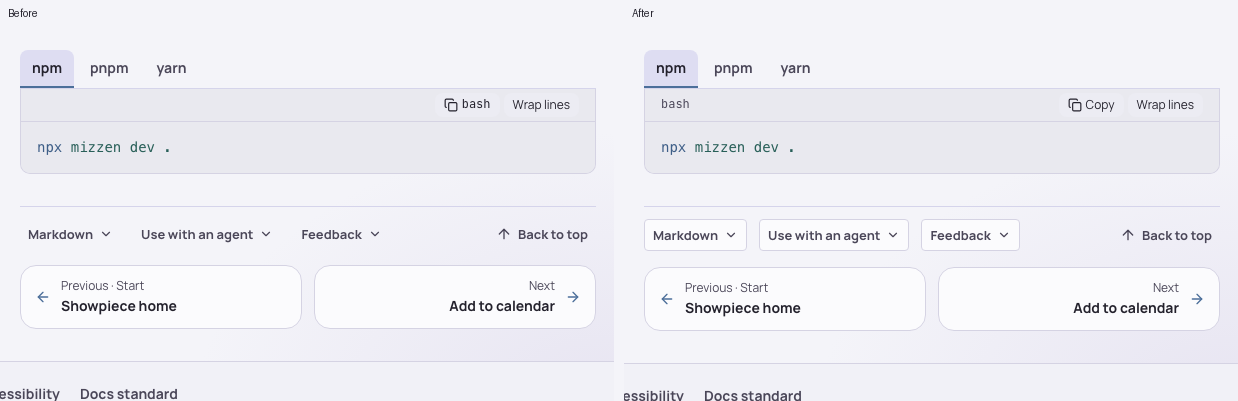 Before
npm pnpm yarn
bash Wrap lines
npx mizzen dev .
Markdown Use with an agent Feedback Back to top
Previous · Start
Showpiece home
Next
Add to calendar
essibility Docs standard
After
npm pnpm yarn
bash Copy Wrap lines
npx mizzen dev .
Markdown Use with an agent Feedback Back to top
Previous · Start
Showpiece home
Next
Add to calendar
essibility Docs standard